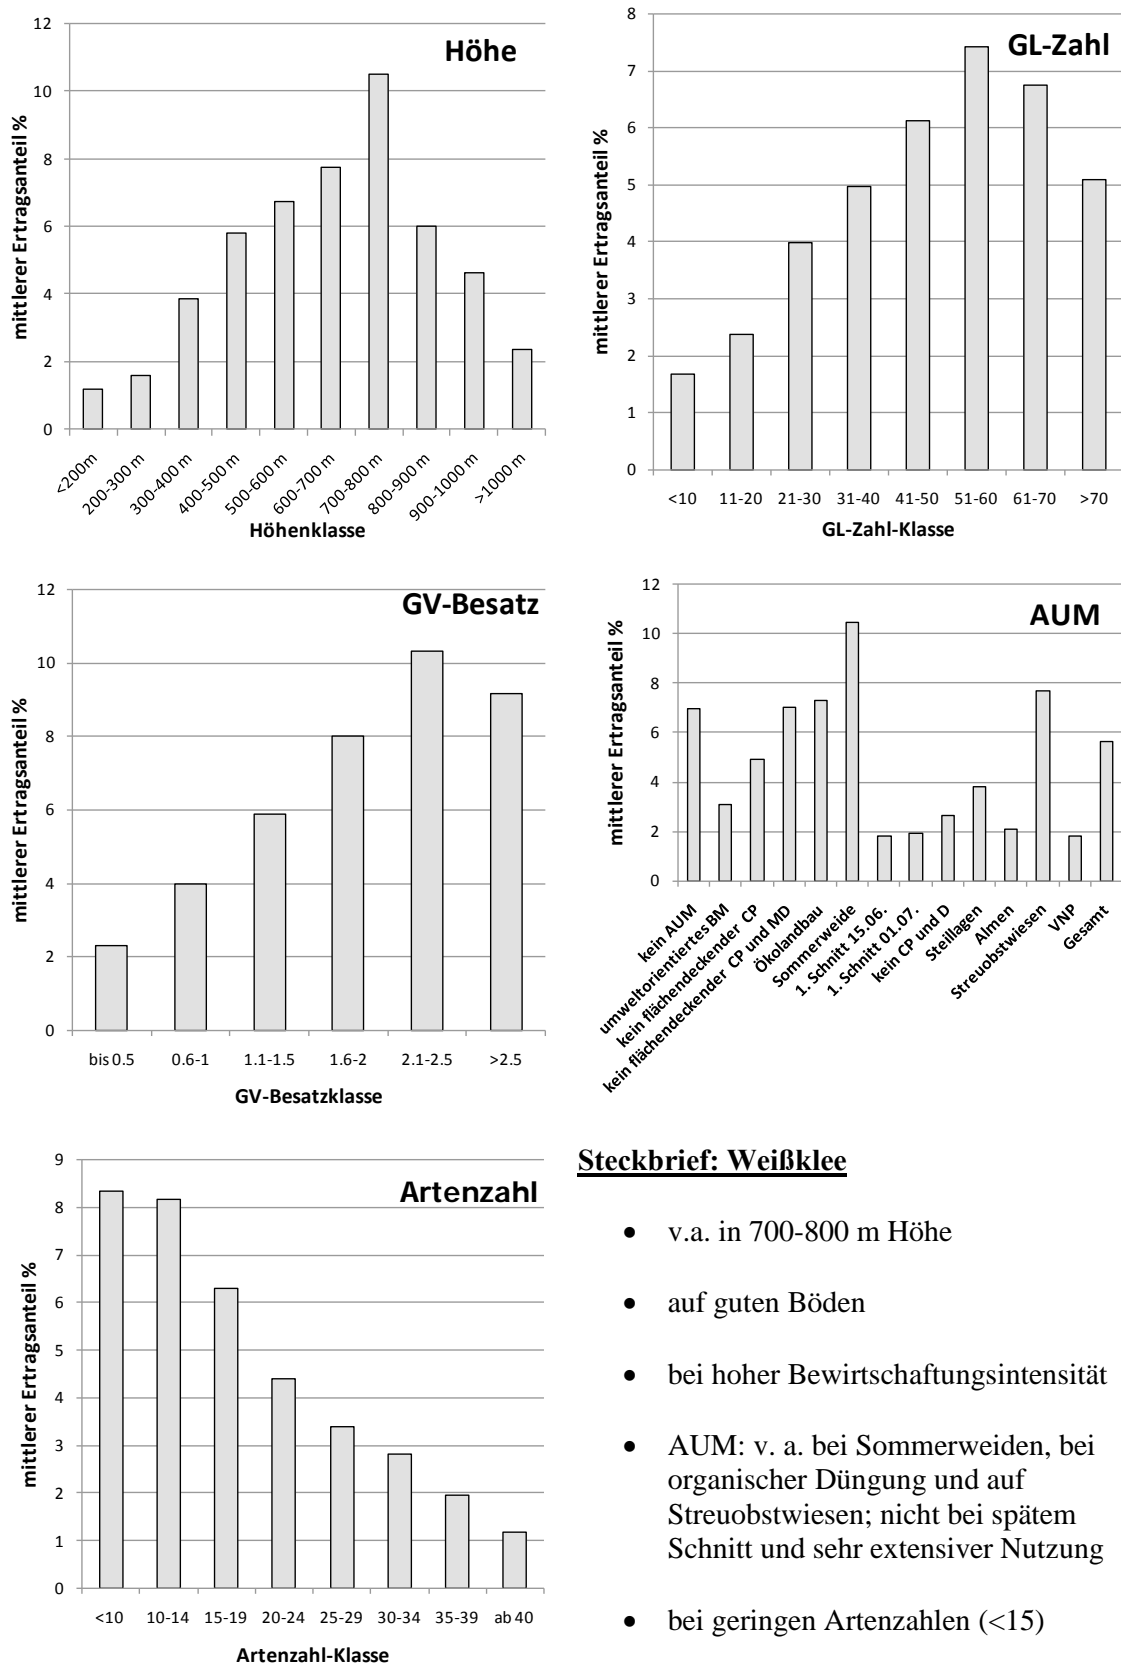 Höhe
mittlerer Ertragsanteil %
12
10
8
6
4
2
0
<200m
200-300 m
300-400 m
400-500 m
500-600 m
600-700 m
700-800 m
800-900 m
900-1000 m
>1000 m
Höhenklasse
GL-Zahl
mittlerer Ertragsanteil %
8
7
6
5
4
3
2
1
0
<10 11-20 21-30 31-40 41-50 51-60 61-70 >70
GL-Zahl-Klasse
GV-Besatz
mittlerer Ertragsanteil %
12
10
8
6
4
2
0
bis 0.5 0.6-1 1.1-1.5 1.6-2 2.1-2.5 >2.5
GV-Besatzklasse
AUM
mittlerer Ertragsanteil %
12
10
8
6
4
2
0
kein AUM
umweltorientiertes BM
kein flächendeckender CP
kein flächendeckender CP und MD
Ökolandbau
Sommerweide
1. Schnitt 15.06.
1. Schnitt 01.07.
kein CP und D
Steillagen
Almen
Streuobstwiesen
VNP
Gesamt
Artenzahl
mittlerer Ertragsanteil %
9
8
7
6
5
4
3
2
1
0
<10 10-14 15-19 20-24 25-29 30-34 35-39 ab 40
Artenzahl-Klasse
Steckbrief: Weißklee
• v.a. in 700-800 m Höhe
• auf guten Böden
• bei hoher Bewirtschaftungsintensität
• AUM: v. a. bei Sommerweiden, bei
organischer Düngung und auf
Streuobstwiesen; nicht bei spätem
Schnitt und sehr extensiver Nutzung
• bei geringen Artenzahlen (<15)